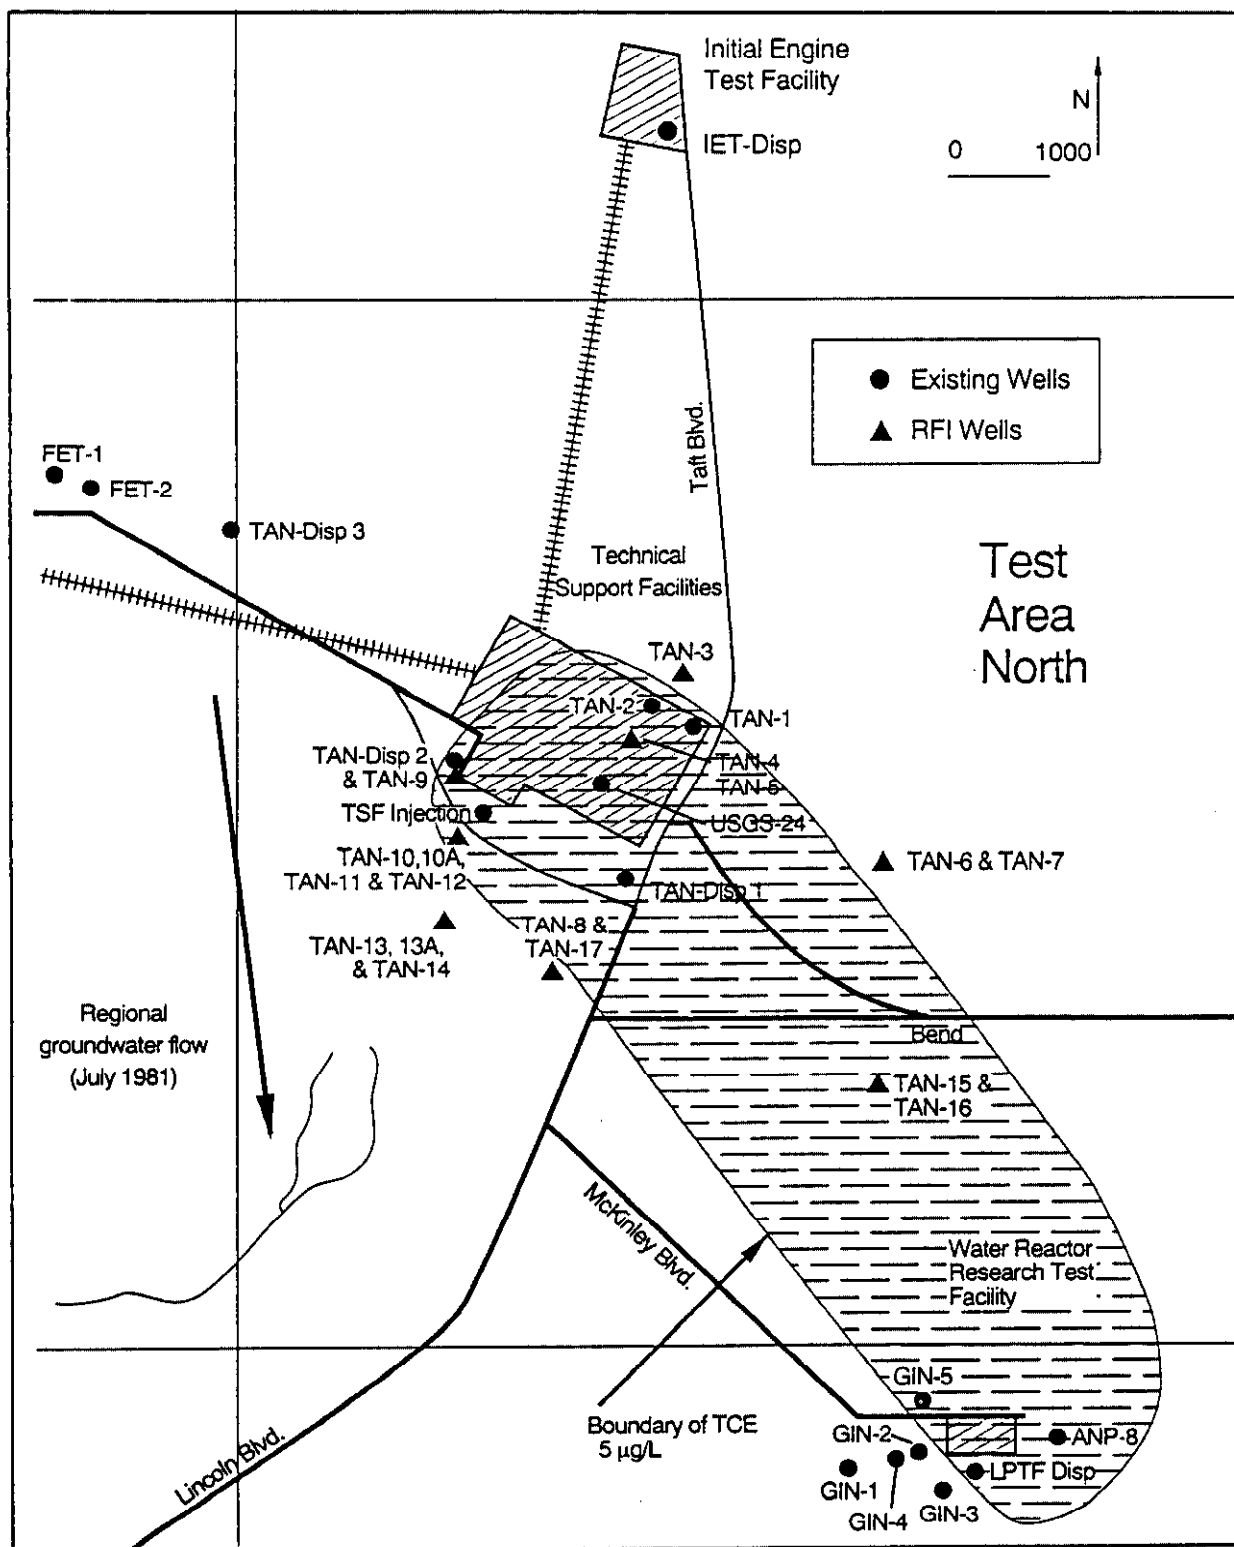 Initial Engine
Test Facility
IET-Disp
N
0 1000
Existing Wells
RFI Wells
Taft Blvd.
FET-1
FET-2
TAN-Disp 3
Technical
Support Facilities
Test
Area
North
TAN-3
TAN-2
TAN-1
TAN-Disp 2
& TAN-9
TAN-4
TAN-5
TSF Injection
USGS-24
TAN-10,10A,
TAN-11 & TAN-12
TAN-6 & TAN-7
TAN-Disp 1
TAN-13, 13A,
& TAN-14
TAN-8 &
TAN-17
Regional
groundwater flow
(July 1981)
Bend
TAN-15 &
TAN-16
McKinley Blvd.
Water Reactor
Research Test
Facility
GIN-5
Boundary of TCE
5 µg/L
GIN-2
ANP-8
Lincoln Blvd.
GIN-1
LPTF Disp
GIN-4
GIN-3